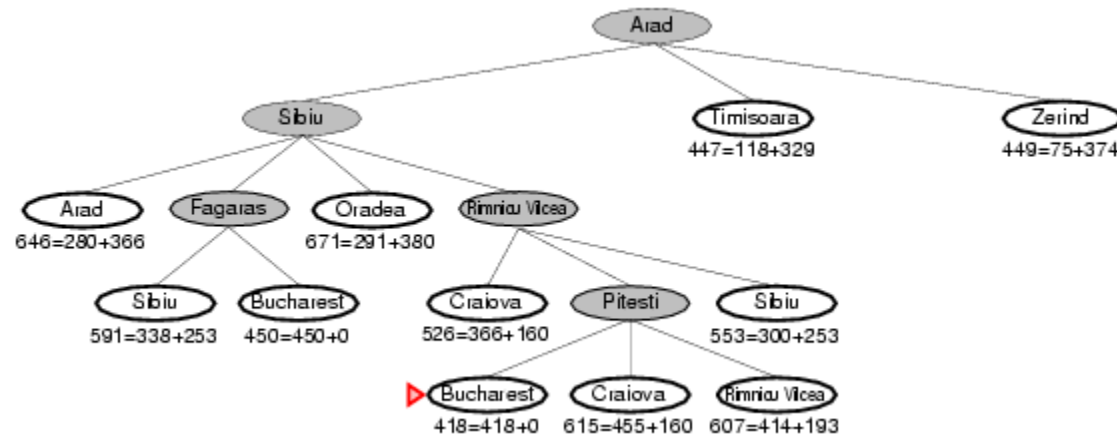 Arad
Sibiu
Timisoara
Zerind
447=118+329
449=75+374
Arad
Fagaras
Oradea
Rimnicu Vilcea
646=280+366
671=291+380
Sibiu
Bucharest
Craiova
Pitesti
Sibiu
591=338+253
450=450+0
526=366+160
553=300+253
Bucharest
Craiova
Rimnicu Vilcea
418=418+0
615=455+160
607=414+193